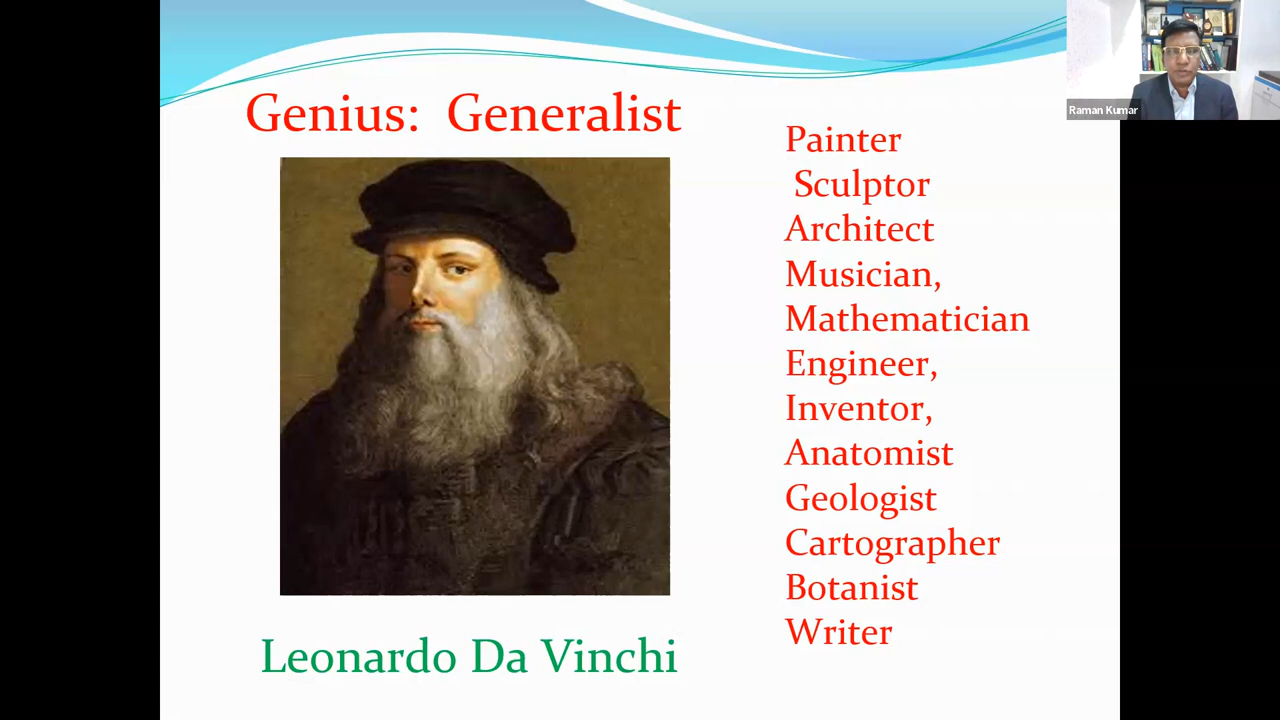 Genius: Generalist
Leonardo Da Vinchi
Painter
Sculptor
Architect
Musician,
Mathematician
Engineer,
Inventor,
Anatomist
Geologist
Cartographer
Botanist
Writer
Raman Kumar